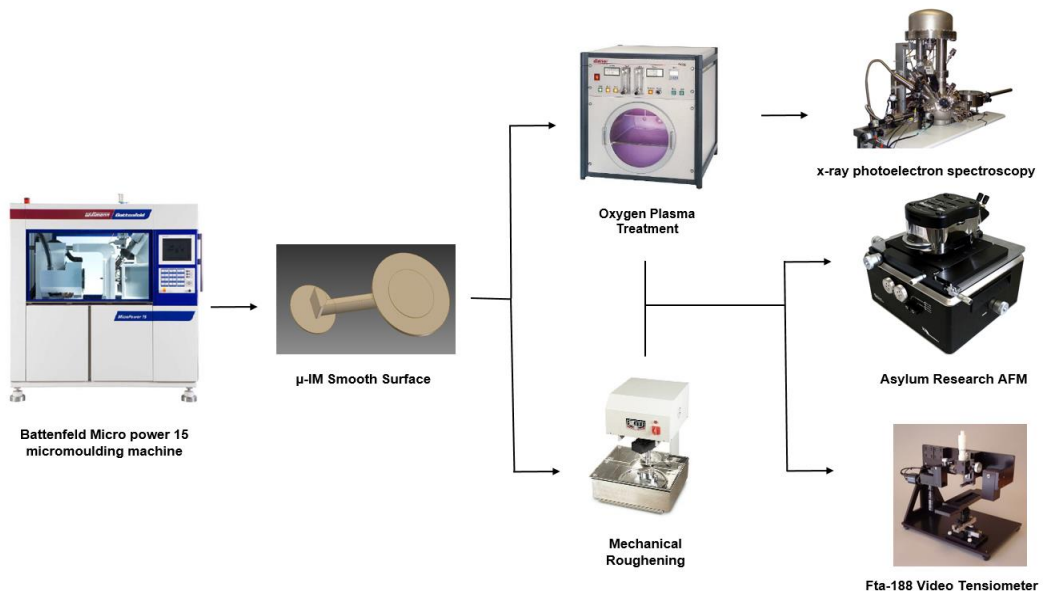 Oxygen Plasma
Treatment
x-ray photoelectron spectroscopy
Battenfeld
µ-IM Smooth Surface
Asylum Research AFM
Battenfeld Micro power 15
micromoulding machine
Mechanical
Roughening
Fta-188 Video Tensiometer